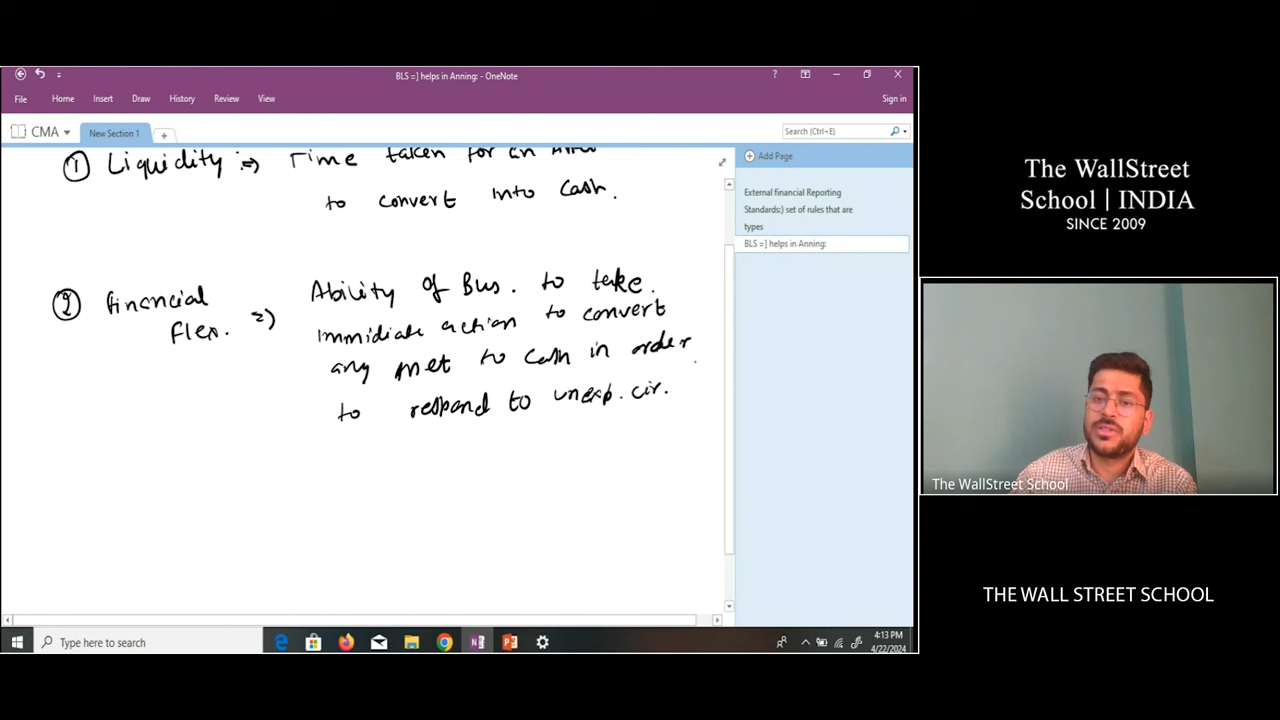 The WallStreet
School | INDIA
SINCE 2009
BLS =] helps in Anning: - OneNote
?
File Home Insert Draw History Review View
Sign in
CMA
New Section 1
+
Search (Ctrl+E)
Add Page
External financial Reporting
Standards:) set of rules that are
types
BLS =] helps in Anning:
① Liquidity :=> Time taken for an
to convert into cash.
② financial
flex. =>
Ability of Bus. to take
immidiate action to convert
any to cash in order
to respond to unexp. cir.
The WallStreet School
THE WALL STREET SCHOOL
Type here to search
4:13 PM
4/22/2024